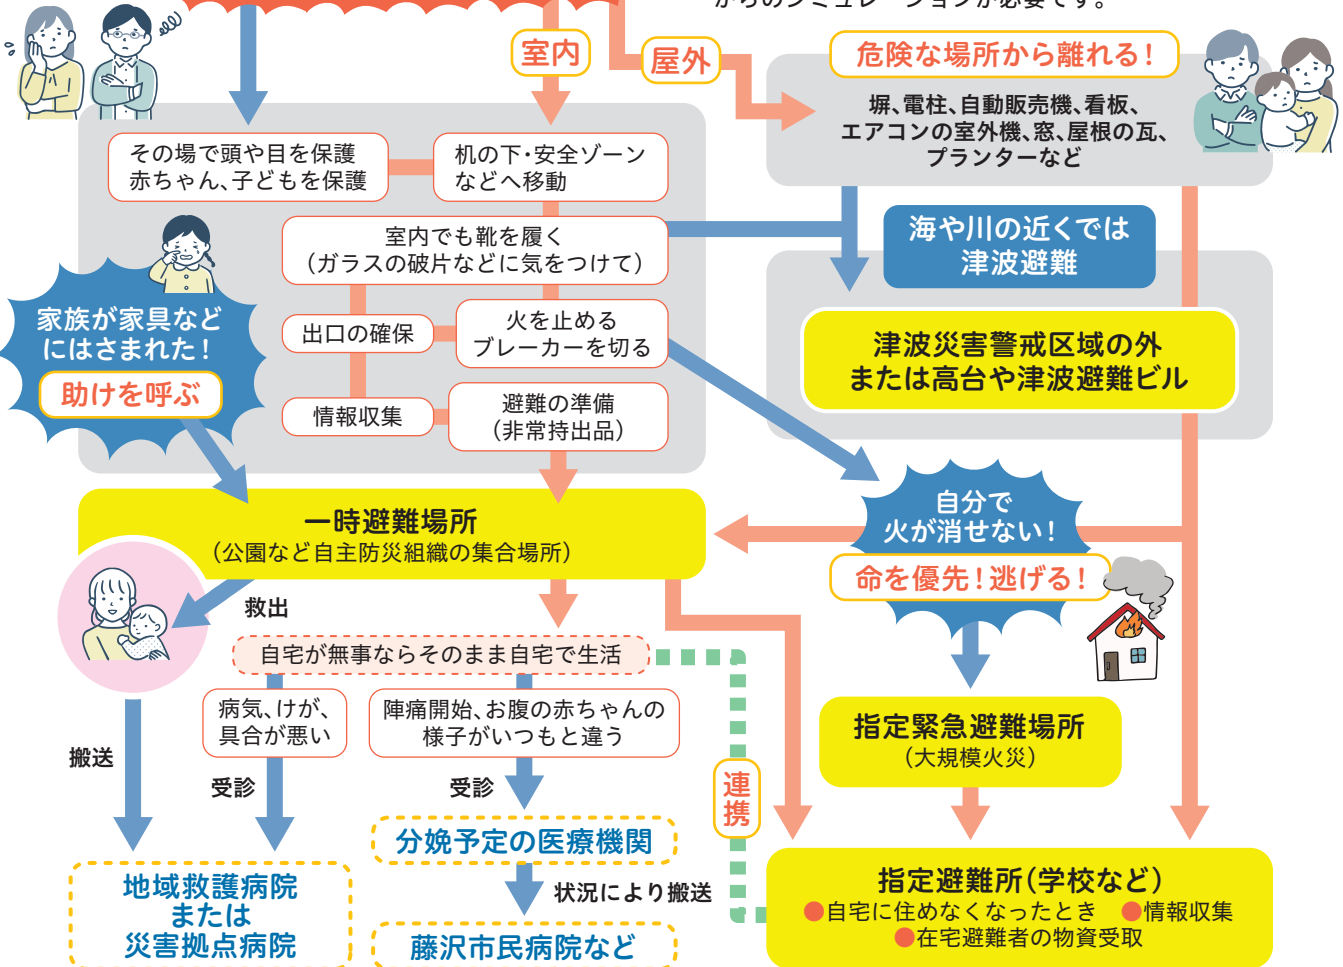 からのシミュレーションが必要です。
室内
屋外
危険な場所から離れる！
塀、電柱、自動販売機、看板、
エアコンの室外機、窓、屋根の瓦、
プランターなど
その場で頭や目を保護
赤ちゃん、子どもを保護
机の下・安全ゾーン
などへ移動
室内でも靴を履く
（ガラスの破片などに気をつけて）
海や川の近くでは
津波避難
家族が家具など
にはさまれた！
助けを呼ぶ
出口の確保
火を止める
ブレーカーを切る
津波災害警戒区域の外
または高台や津波避難ビル
情報収集
避難の準備
（非常持出品）
一時避難場所
（公園など自主防災組織の集合場所）
自分で
火が消せない！
命を優先！逃げる！
救出
自宅が無事ならそのまま自宅で生活
病気、けが、
具合が悪い
陣痛開始、お腹の赤ちゃんの
様子がいつもと違う
指定緊急避難場所
（大規模火災）
搬送
受診
受診
連携
分娩予定の医療機関
状況により搬送
地域救護病院
または
災害拠点病院
藤沢市民病院など
指定避難所（学校など）
●自宅に住めなくなったとき ●情報収集
●在宅避難者の物資受取